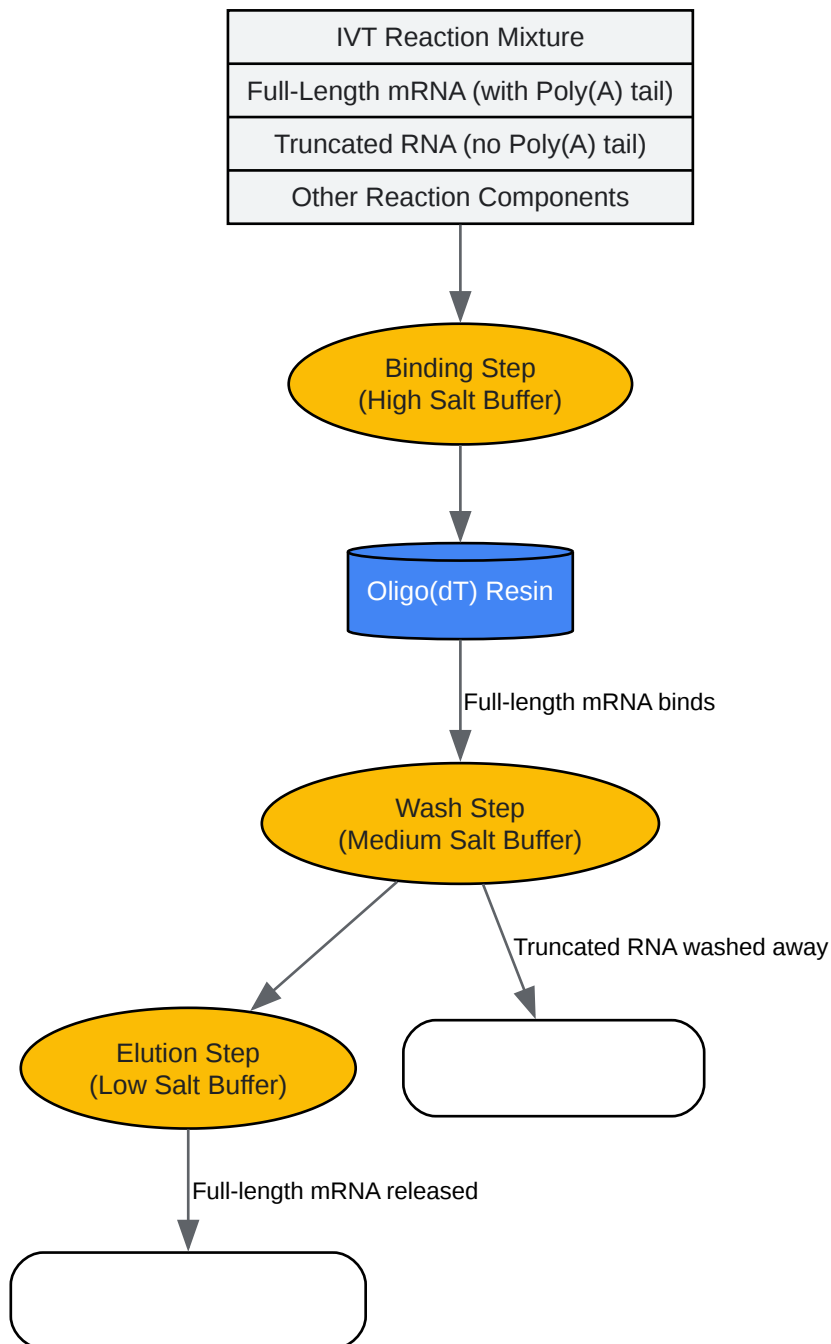 IVT Reaction Mixture
Full-Length mRNA (with Poly(A) tail)
Truncated RNA (no Poly(A) tail)
Other Reaction Components
Binding Step
(High Salt Buffer)
Oligo(dT) Resin
Full-length mRNA binds
Wash Step
(Medium Salt Buffer)
Truncated RNA washed away
Elution Step
(Low Salt Buffer)
Full-length mRNA released